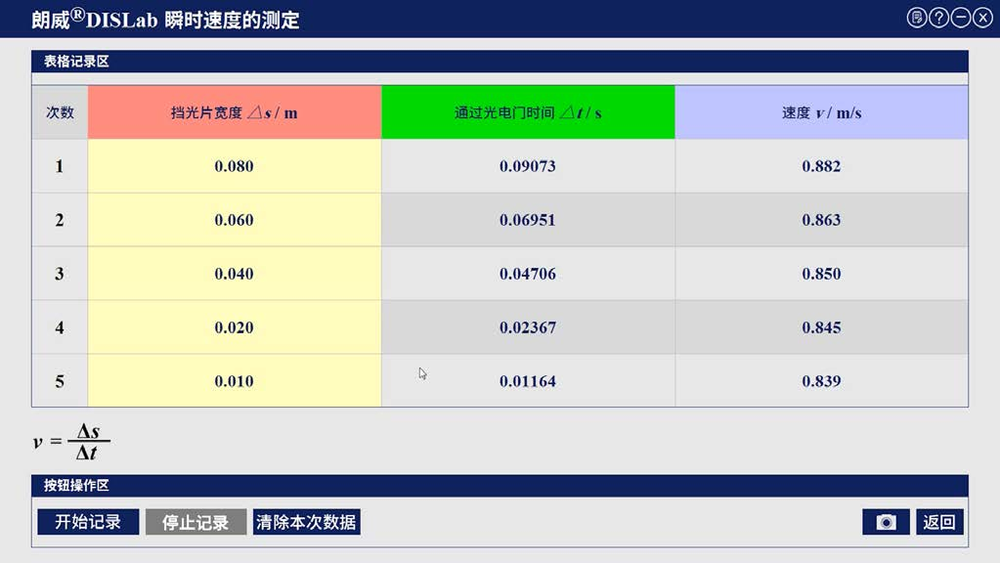 朗威®DISLab 瞬时速度的测定
表格记录区
次数 挡光片宽度 △s / m 通过光电门时间 △t / s 速度 v / m/s
1 0.080 0.09073 0.882
2 0.060 0.06951 0.863
3 0.040 0.04706 0.850
4 0.020 0.02367 0.845
5 0.010 0.01164 0.839
v = Δs/Δt
按钮操作区
开始记录 停止记录 清除本次数据 返回